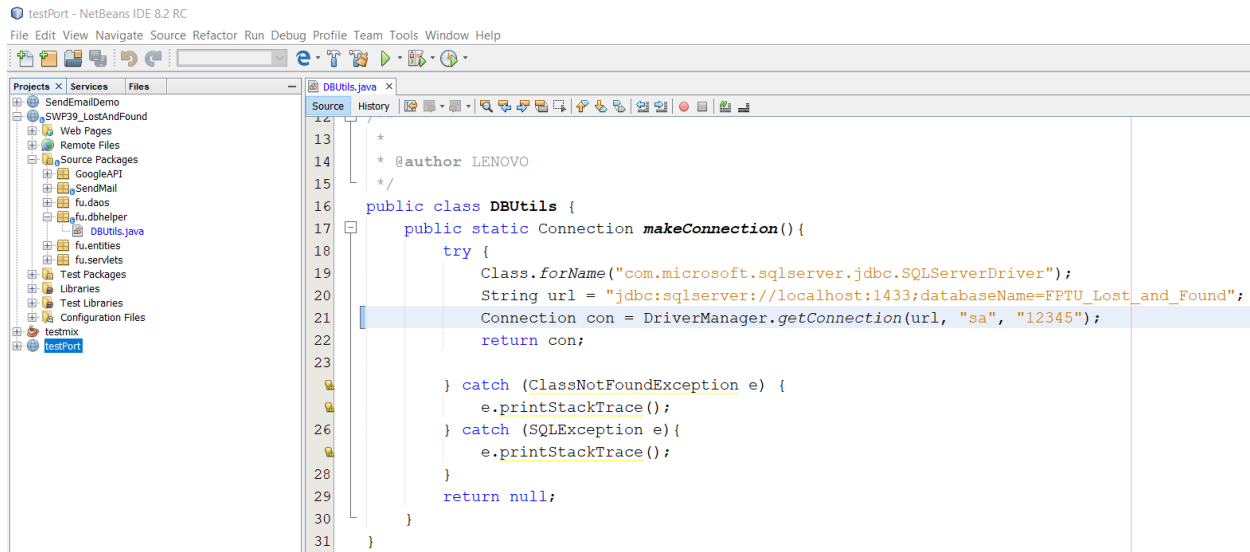 testPort - NetBeans IDE 8.2 RC
File Edit View Navigate Source Refactor Run Debug Profile Team Tools Window Help
Projects × Services Files
DBUtils.java ×
Source History
SendEmailDemo
SWP39_LostAndFound
Web Pages
Remote Files
Source Packages
GoogleAPI
SendMail
fu.daos
fu.dbhelper
DBUtils.java
fu.entities
fu.servlets
Test Packages
Libraries
Test Libraries
Configuration Files
testmix
testPort
12 /**
13 *
14 * @author LENOVO
15 */
16 public class DBUtils {
17 public static Connection makeConnection(){
18 try {
19 Class.forName("com.microsoft.sqlserver.jdbc.SQLServerDriver");
20 String url = "jdbc:sqlserver://localhost:1433;databaseName=FPTU_Lost_and_Found";
21 Connection con = DriverManager.getConnection(url, "sa", "12345");
22 return con;
23
} catch (ClassNotFoundException e) {
e.printStackTrace();
26 } catch (SQLException e){
e.printStackTrace();
28 }
29 return null;
30 }
31 }